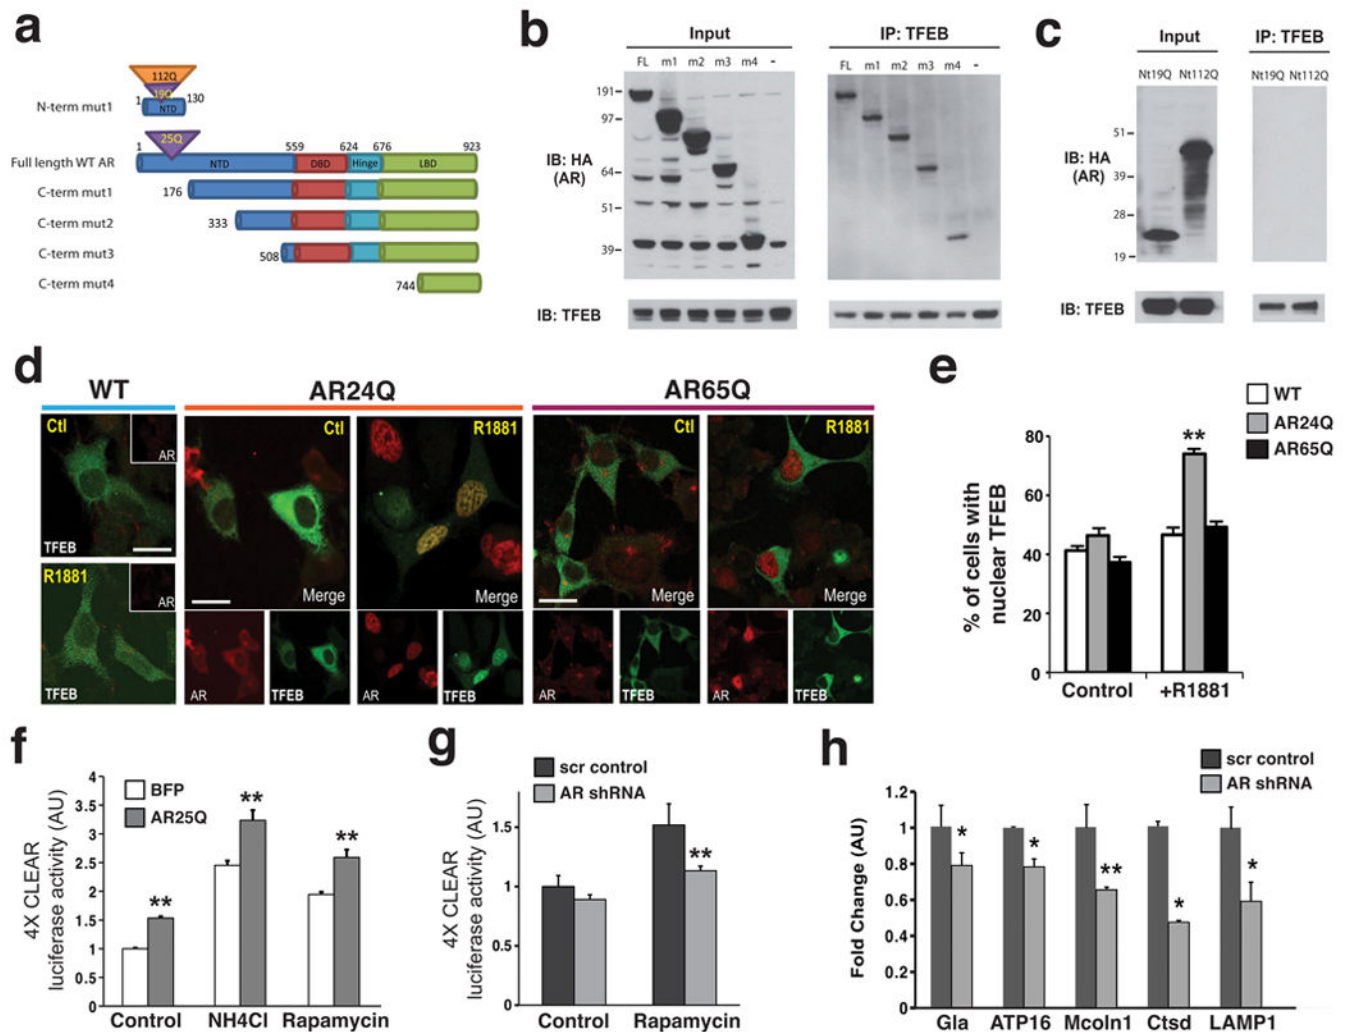 a
112Q
19Q
1
130
NTD
N-term mut1
25Q
1
559
624
676
923
Full length WT AR
NTD
DBD
Hinge
LBD
C-term mut1
176
C-term mut2
333
C-term mut3
508
C-term mut4
744
b
Input
IP: TFEB
FL m1 m2 m3 m4 -
FL m1 m2 m3 m4 -
191
97
64
51
39
IB: HA
(AR)
IB: TFEB
c
Input
IP: TFEB
Nt19Q Nt112Q
Nt19Q Nt112Q
51
39
28
19
IB: HA
(AR)
IB: TFEB
d
WT
AR24Q
AR65Q
Ctl
AR
TFEB
R1881
AR
TFEB
Ctl
Merge
R1881
Merge
AR
TFEB
AR
TFEB
Ctl
Merge
R1881
Merge
AR
TFEB
AR
TFEB
e
WT
AR24Q
AR65Q
% of cells with
nuclear TFEB
80
60
40
20
0
**
Control
+R1881
f
BFP
AR25Q
4X CLEAR
luciferase activity (AU)
4
3.5
3
2.5
2
1.5
1
0.5
0
**
**
**
Control
NH4Cl
Rapamycin
g
scr control
AR shRNA
4X CLEAR
luciferase activity (AU)
1.5
1
0.5
0
**
Control
Rapamycin
h
scr control
AR shRNA
Fold Change (AU)
1.2
1
0.8
0.6
0.4
0.2
0
*
*
**
*
*
Gla
ATP16
Mcoln1
Ctsd
LAMP1